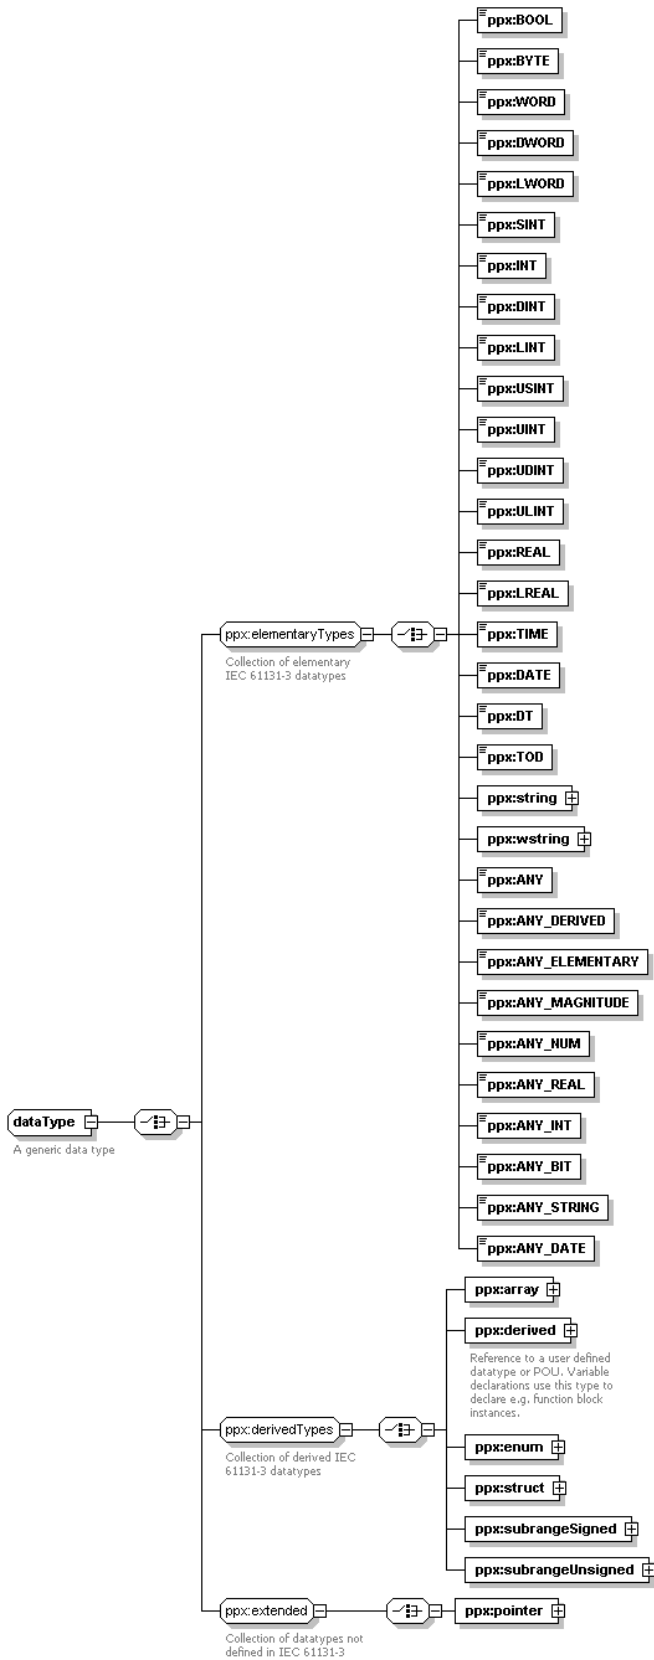 ppx:BOOL
ppx:BYTE
ppx:WORD
ppx:DWORD
ppx:LWORD
ppx:SINT
ppx:INT
ppx:DINT
ppx:LINT
ppx:USINT
ppx:UINT
ppx:UDINT
ppx:ULINT
ppx:REAL
ppx:LREAL
ppx:elementaryTypes
ppx:TIME
Collection of elementary
IEC 61131-3 datatypes
ppx:DATE
ppx:DT
ppx:TOD
ppx:string
ppx:wstring
ppx:ANY
ppx:ANY_DERIVED
ppx:ANY_ELEMENTARY
ppx:ANY_MAGNITUDE
ppx:ANY_NUM
ppx:ANY_REAL
dataType
A generic data type
ppx:ANY_INT
ppx:ANY_BIT
ppx:ANY_STRING
ppx:ANY_DATE
ppx:array
ppx:derived
Reference to a user defined
datatype or POU. Variable
declarations use this type to
declare e.g. function block
instances.
ppx:derivedTypes
Collection of derived IEC
61131-3 datatypes
ppx:enum
ppx:struct
ppx:subrangeSigned
ppx:subrangeUnsigned
ppx:extended
Collection of datatypes not
defined in IEC 61131-3
ppx:pointer